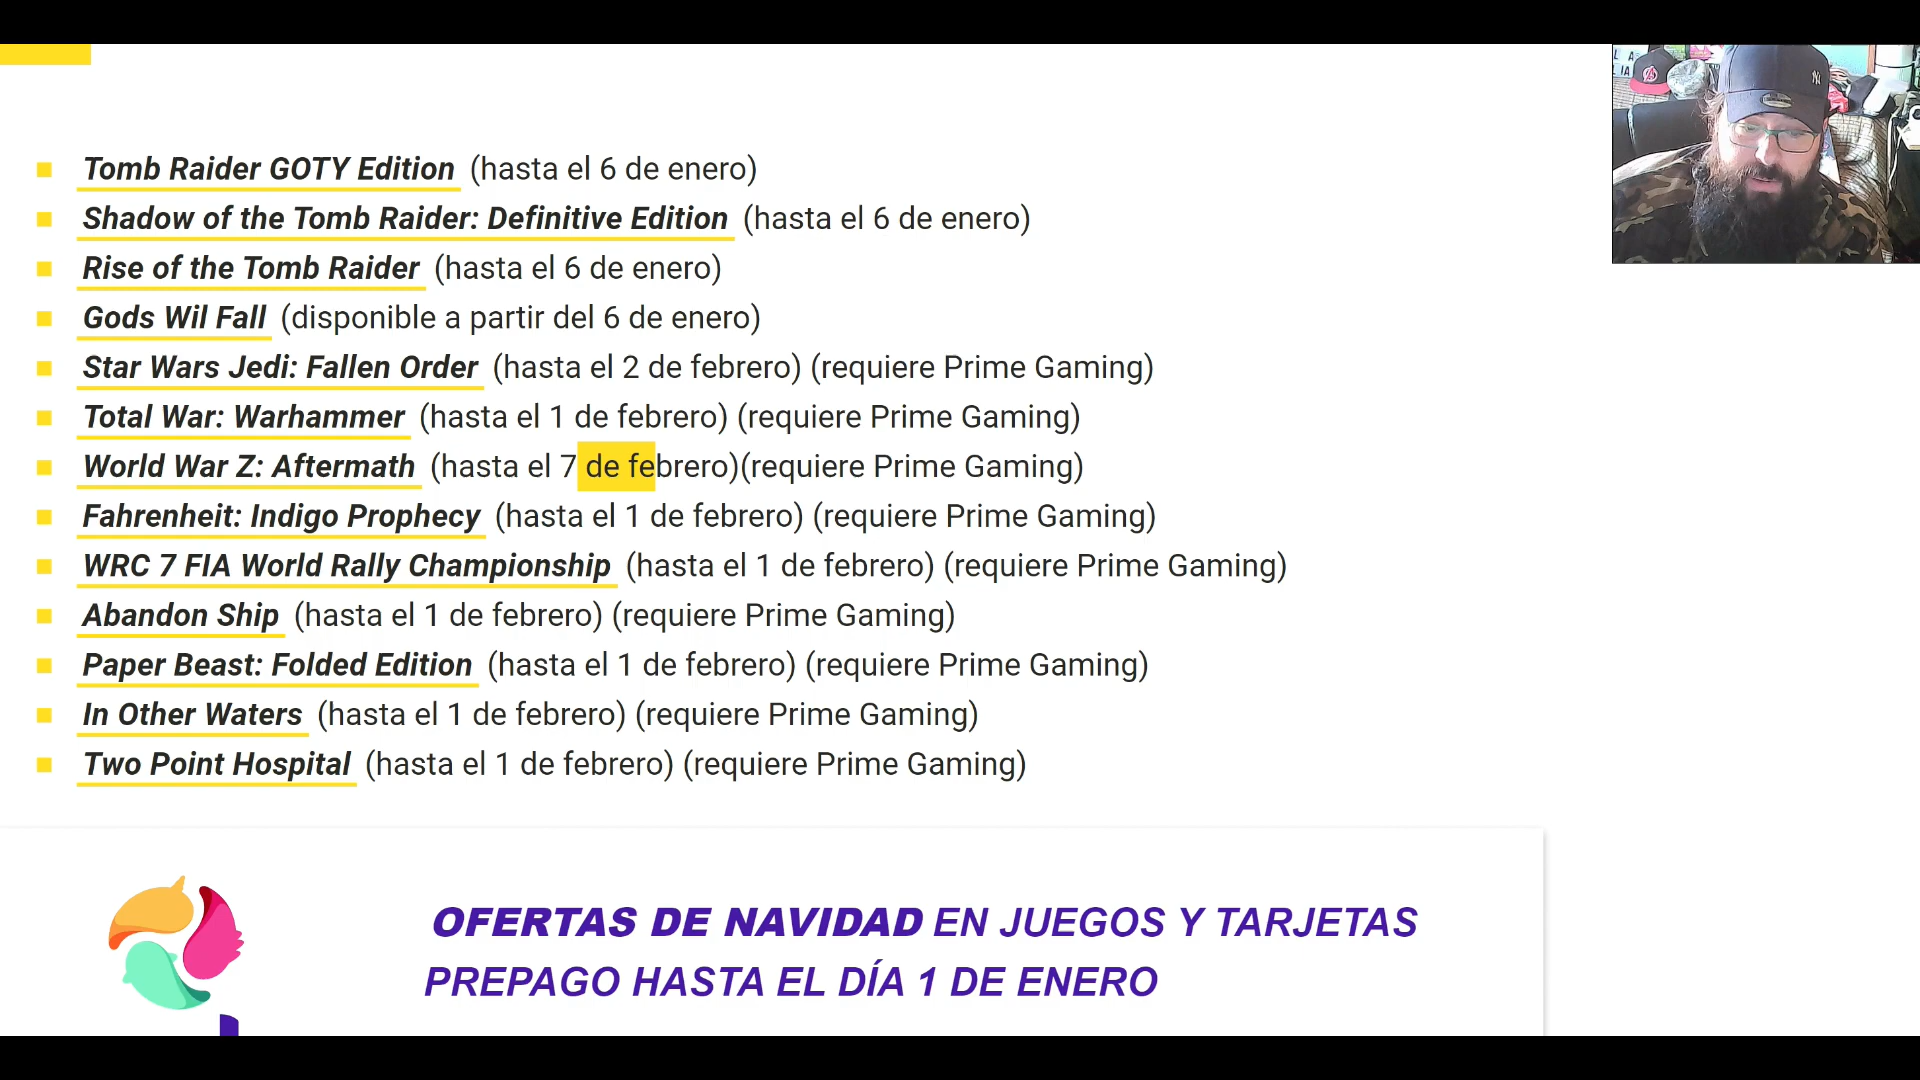 Tomb Raider GOTY Edition (hasta el 6 de enero)
Shadow of the Tomb Raider: Definitive Edition (hasta el 6 de enero)
Rise of the Tomb Raider (hasta el 6 de enero)
Gods Wil Fall (disponible a partir del 6 de enero)
Star Wars Jedi: Fallen Order (hasta el 2 de febrero) (requiere Prime Gaming)
Total War: Warhammer (hasta el 1 de febrero) (requiere Prime Gaming)
World War Z: Aftermath (hasta el 7 de febrero)(requiere Prime Gaming)
Fahrenheit: Indigo Prophecy (hasta el 1 de febrero) (requiere Prime Gaming)
WRC 7 FIA World Rally Championship (hasta el 1 de febrero) (requiere Prime Gaming)
Abandon Ship (hasta el 1 de febrero) (requiere Prime Gaming)
Paper Beast: Folded Edition (hasta el 1 de febrero) (requiere Prime Gaming)
In Other Waters (hasta el 1 de febrero) (requiere Prime Gaming)
Two Point Hospital (hasta el 1 de febrero) (requiere Prime Gaming)
OFERTAS DE NAVIDAD EN JUEGOS Y TARJETAS
PREPAGO HASTA EL DÍA 1 DE ENERO